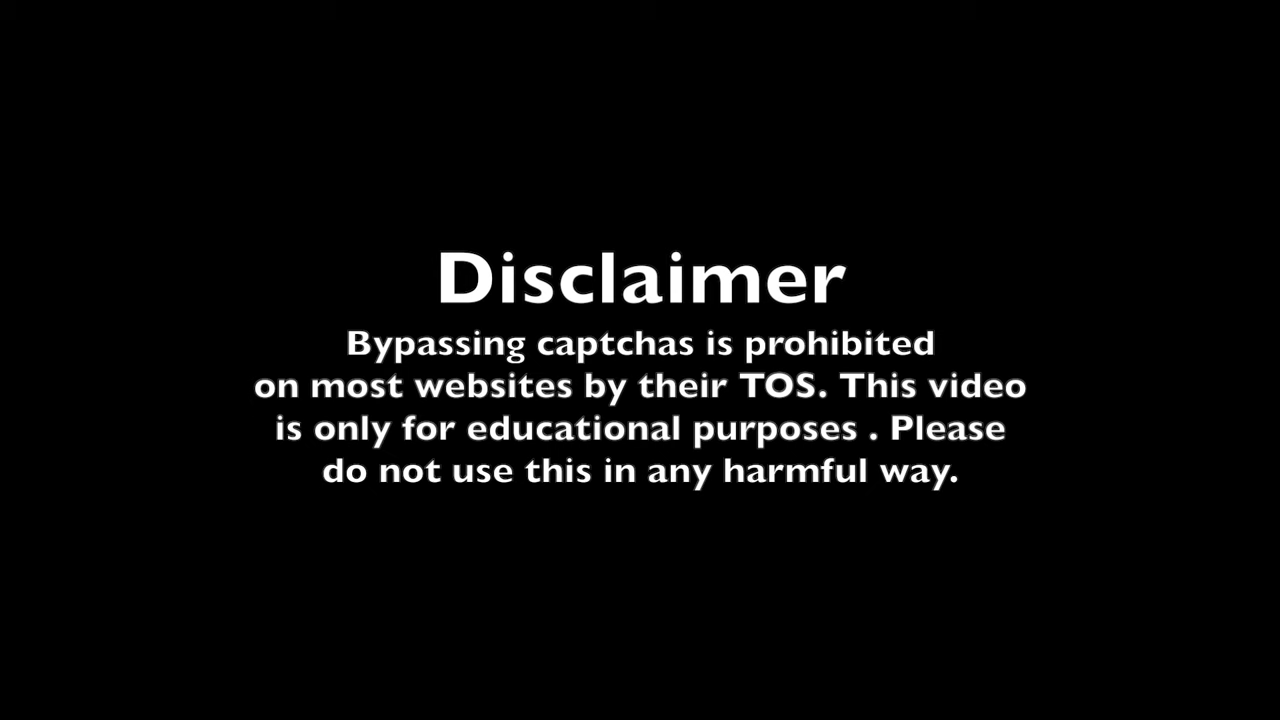 Disclaimer
Bypassing captchas is prohibited
on most websites by their TOS. This video
is only for educational purposes . Please
do not use this in any harmful way.